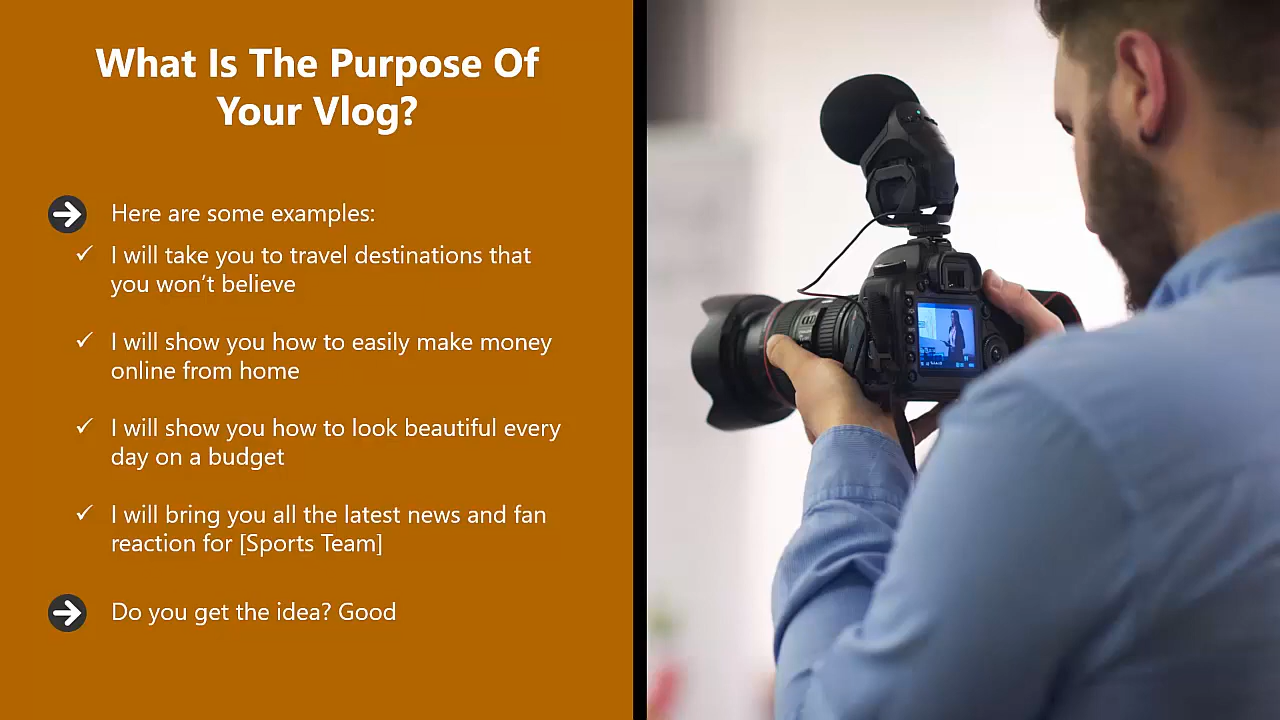 What Is The Purpose Of
Your Vlog?
Here are some examples:
I will take you to travel destinations that
you won’t believe
I will show you how to easily make money
online from home
I will show you how to look beautiful every
day on a budget
I will bring you all the latest news and fan
reaction for [Sports Team]
Do you get the idea? Good